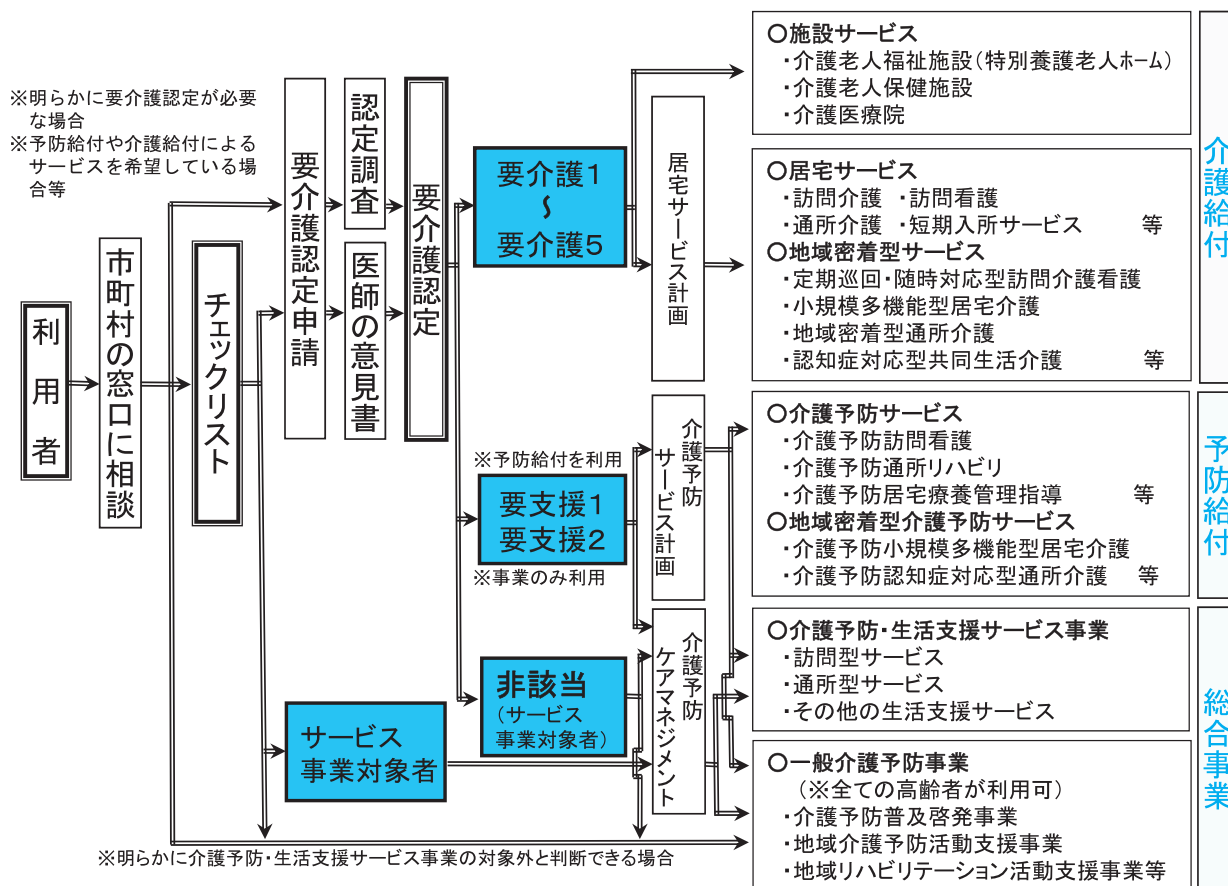 ※明らかに要介護認定が必要
な場合
※予防給付や介護給付による
サービスを希望している場
合等
利用者
市町村の窓口に相談
チェックリスト
要介護認定申請
認定調査
医師の意見書
要介護認定
要介護1
~
要介護5
※予防給付を利用
要支援1
要支援2
※事業のみ利用
非該当
(サービス
事業対象者)
サービス
事業対象者
居宅サービス計画
介護予防
サービス計画
介護予防
ケアマネジメント
○施設サービス
・介護老人福祉施設(特別養護老人ホーム)
・介護老人保健施設
・介護医療院
○居宅サービス
・訪問介護 ・訪問看護
・通所介護 ・短期入所サービス 等
○地域密着型サービス
・定期巡回・随時対応型訪問介護看護
・小規模多機能型居宅介護
・地域密着型通所介護
・認知症対応型共同生活介護 等
介護給付
○介護予防サービス
・介護予防訪問看護
・介護予防通所リハビリ
・介護予防居宅療養管理指導 等
○地域密着型介護予防サービス
・介護予防小規模多機能型居宅介護
・介護予防認知症対応型通所介護 等
予防給付
○介護予防・生活支援サービス事業
・訪問型サービス
・通所型サービス
・その他の生活支援サービス
○一般介護予防事業
(※全ての高齢者が利用可)
・介護予防普及啓発事業
・地域介護予防活動支援事業
・地域リハビリテーション活動支援事業等
総合事業
※明らかに介護予防・生活支援サービス事業の対象外と判断できる場合